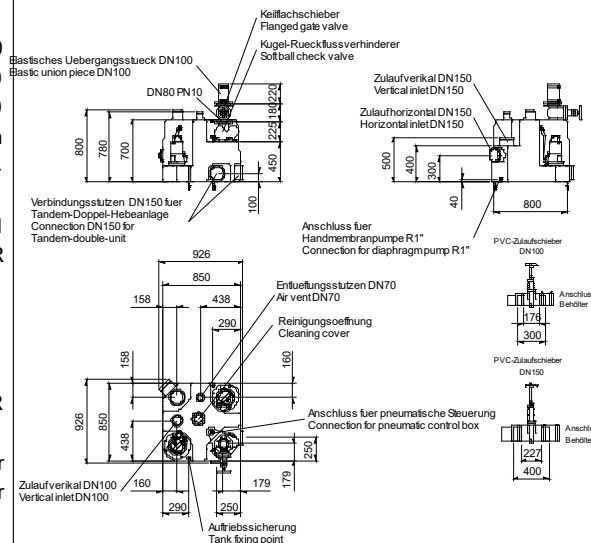 Keilflachschieber
Flanged gate valve
Kugel-Rueckflussverhinderer
Soft ball check valve
Elastisches Uebergangsstueck DN100
Elastic union piece DN100
DN80 PN10
220
180
225
450
100
800
780
700
Verbindungsstutzen DN150 fuer
Tandem-Doppel-Hebeanlage
Connection DN150 for
Tandem-double-unit
Zulaufverikal DN150
Vertical inlet DN150
Zulaufhorizontal DN150
Horizontal inlet DN150
500
400
300
40
800
Anschluss fuer
Handmembranpumpe R1"
Connection for diaphragm pump R1"
926
850
158
438
290
158
160
926
850
438
160
290
250
179
250
179
Entlueftungsstutzen DN70
Air vent DN70
Reinigungsoeffnung
Cleaning cover
Anschluss fuer pneumatische Steuerung
Connection for pneumatic control box
Zulaufverikal DN100
Vertical inlet DN100
Auftriebssicherung
Tank fixing point
PVC-Zulaufschieber
DN100
Anschluss
Behölter
176
300
PVC-Zulaufschieber
DN150
Anschlu
Behölte
227
400
R
R
r
r